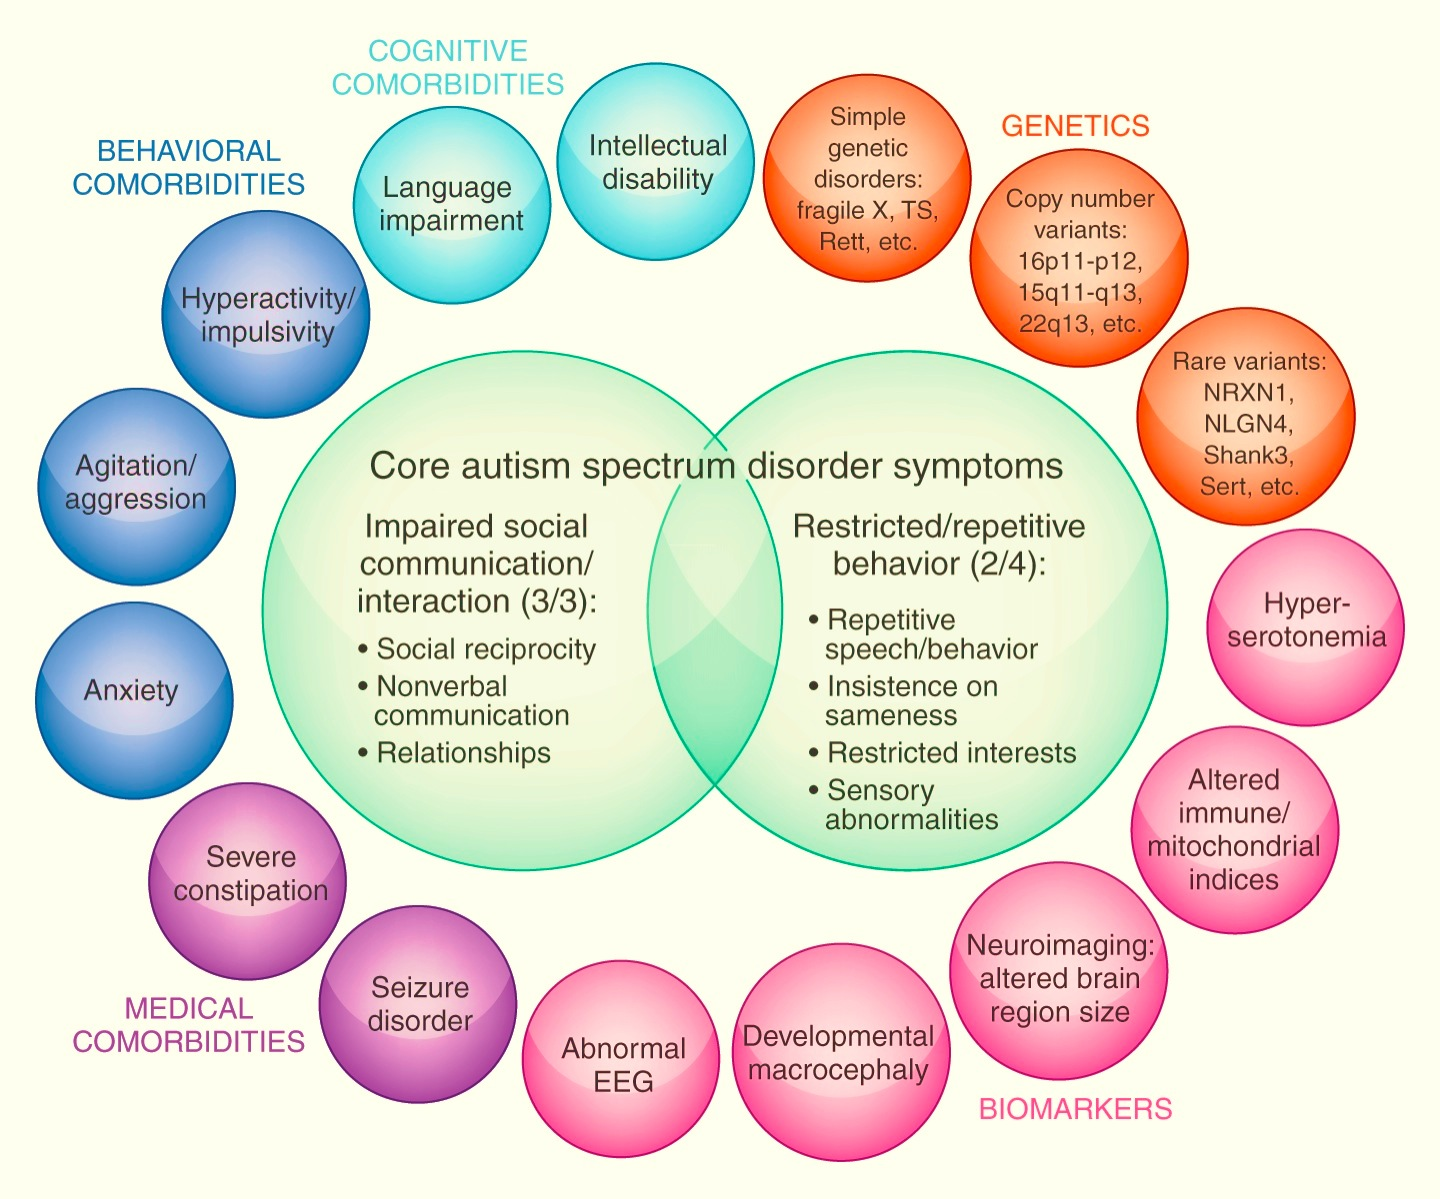 COGNITIVE
COMORBIDITIES
Language
impairment
Intellectual
disability
GENETICS
Simple
genetic
disorders:
fragile X, TS,
Rett, etc.
Copy number
variants:
16p11-p12,
15q11-q13,
22q13, etc.
Rare variants:
NRXN1,
NLGN4,
Shank3,
Sert, etc.
BEHAVIORAL
COMORBIDITIES
Hyperactivity/
impulsivity
Agitation/
aggression
Anxiety
Core autism spectrum disorder symptoms
Impaired social
communication/
interaction (3/3):
• Social reciprocity
• Nonverbal
communication
• Relationships
Restricted/repetitive
behavior (2/4):
• Repetitive
speech/behavior
• Insistence on
sameness
• Restricted interests
• Sensory
abnormalities
Hyper-
serotonemia
Altered
immune/
mitochondrial
indices
Neuroimaging:
altered brain
region size
Developmental
macrocephaly
Abnormal
EEG
BIOMARKERS
Severe
constipation
Seizure
disorder
MEDICAL
COMORBIDITIES